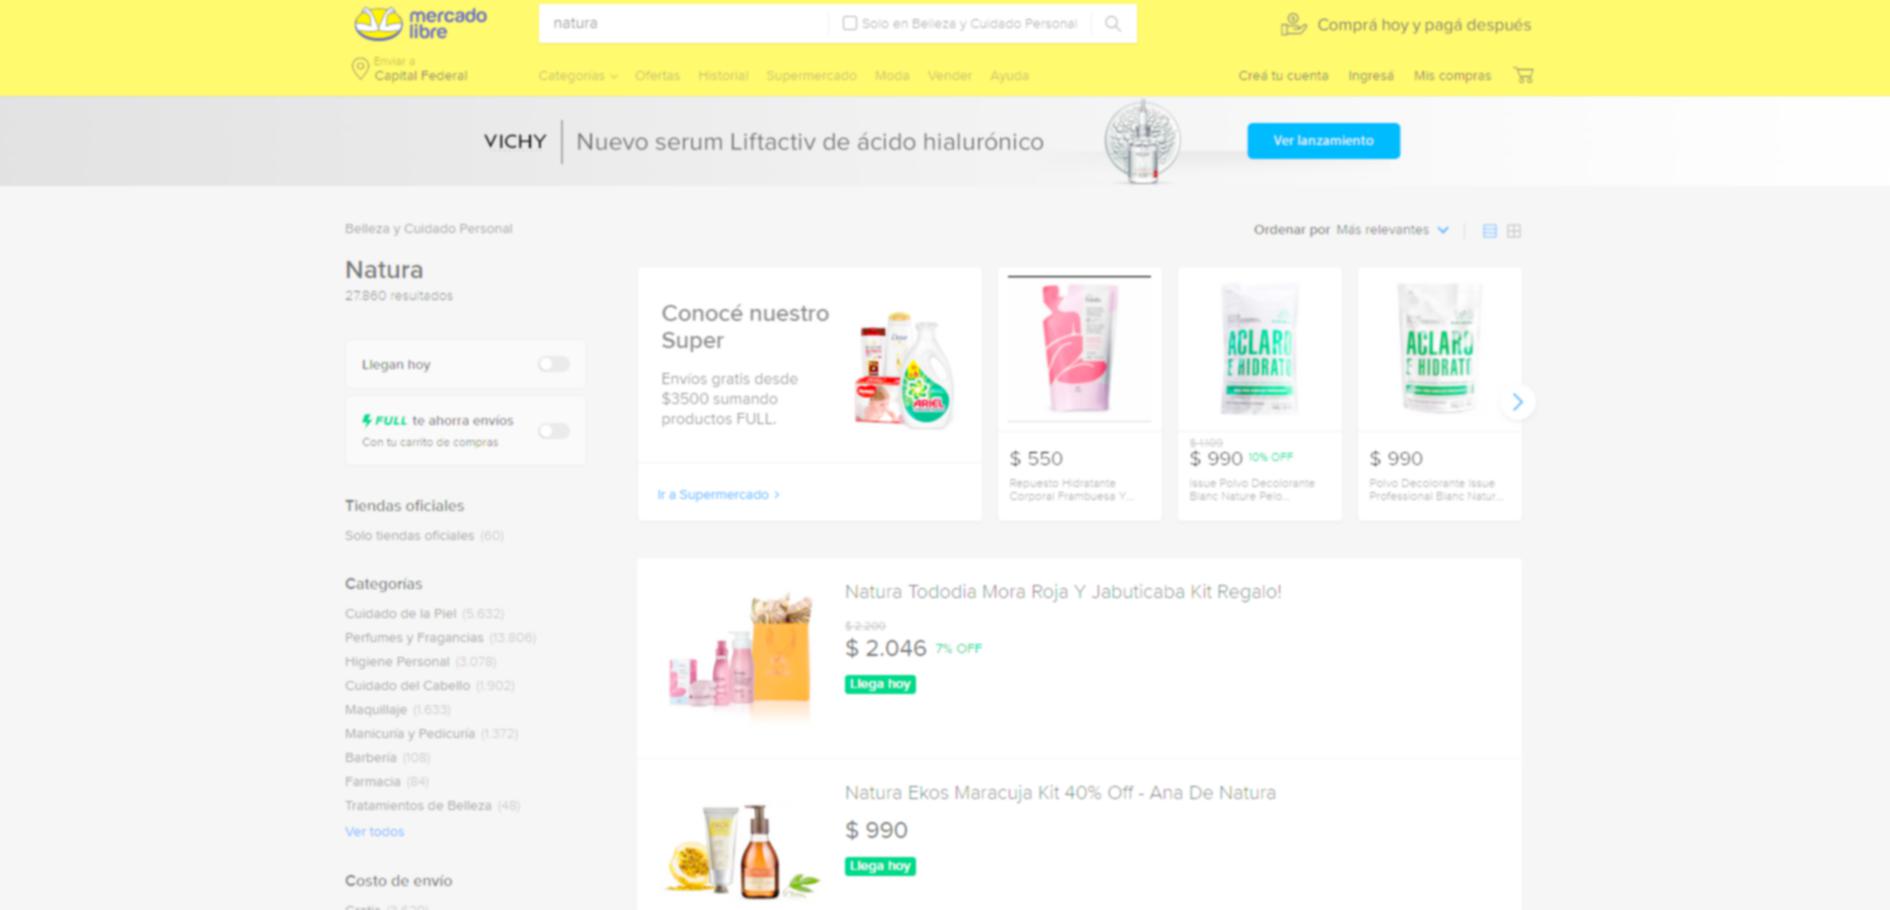 mercado
libre
natura
Solo en Belleza y Cuidado Personal
Comprá hoy y pagá después
Enviar a
Capital Federal
Categorías
Ofertas
Historial
Supermercado
Moda
Vender
Ayuda
Creá tu cuenta
Ingresá
Mis compras
VICHY
Nuevo serum Liftactiv de ácido hialurónico
Ver lanzamiento
Belleza y Cuidado Personal
Ordenar por Más relevantes
Natura
27.860 resultados
Llegan hoy
FULL te ahorra envíos
Con tu carrito de compras
Tiendas oficiales
Solo tiendas oficiales (60)
Categorías
Cuidado de la Piel (5.632)
Perfumes y Fragancias (13.806)
Higiene Personal (3.078)
Cuidado del Cabello (1.902)
Maquillaje (1.633)
Manicuría y Pedicuría (1.372)
Barbería (108)
Farmacia (84)
Tratamientos de Belleza (48)
Ver todos
Costo de envío
Conocé nuestro
Super
Envíos gratis desde
$3500 sumando
productos FULL.
Ir a Supermercado >
ARIEL
$ 550
Repuesto Hidratante
Corporal Frambuesa Y...
ACLARO
E HIDRATO
$ 1.109
$ 990 10% OFF
Issue Polvo Decolorante
Blanc Nature Pelo...
ACLARO
E HIDRATO
$ 990
Polvo Decolorante Issue
Professional Blanc Natur...
Natura Tododia Mora Roja Y Jabuticaba Kit Regalo!
$ 2.200
$ 2.046 7% OFF
Llega hoy
Natura Ekos Maracuja Kit 40% Off - Ana De Natura
$ 990
Llega hoy